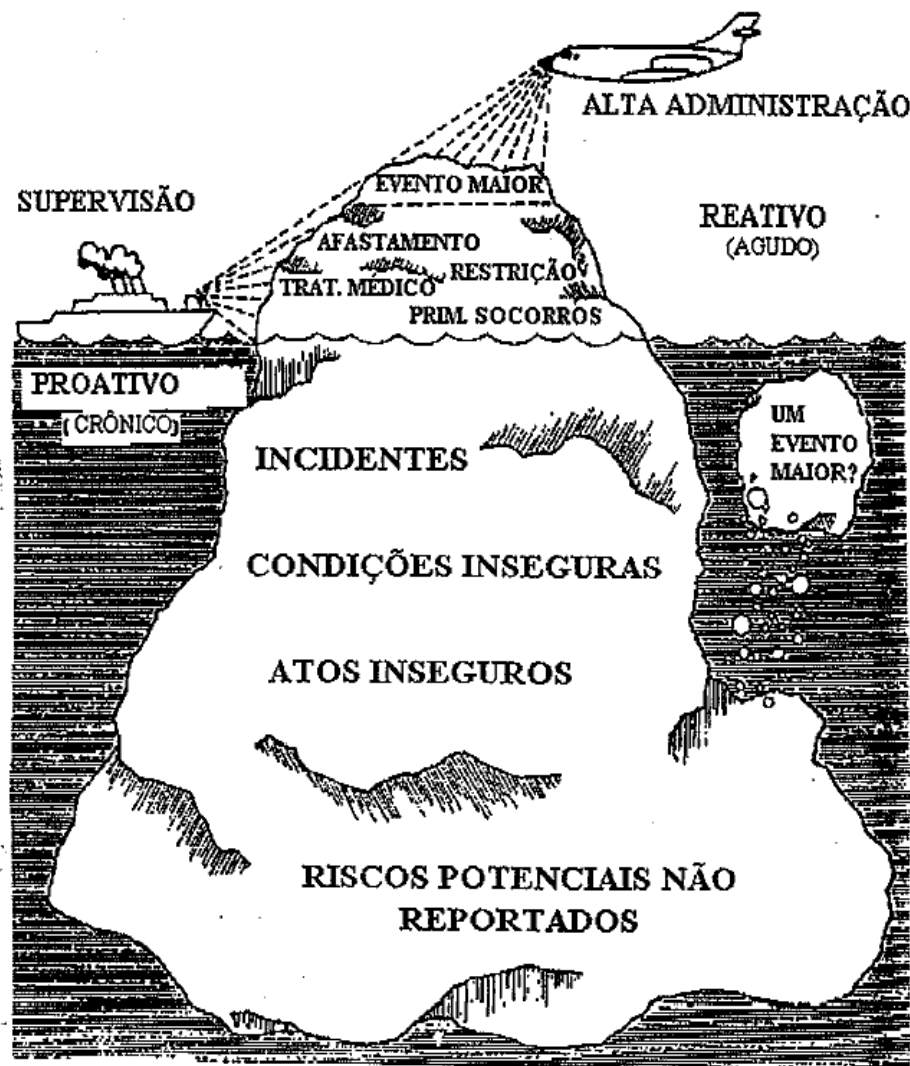 ALTA ADMINISTRAÇÃO
EVENTO MAIOR
SUPERVISÃO
REATIVO
(AGUDO)
AFASTAMENTO
RESTRIÇÃO
TRAT. MÉDICO
PRIM. SOCORROS
PROATIVO
(CRÔNICO)
UM
EVENTO
MAIOR?
INCIDENTES
CONDIÇÕES INSEGURAS
ATOS INSEGUROS
RISCOS POTENCIAIS NÃO
REPORTADOS